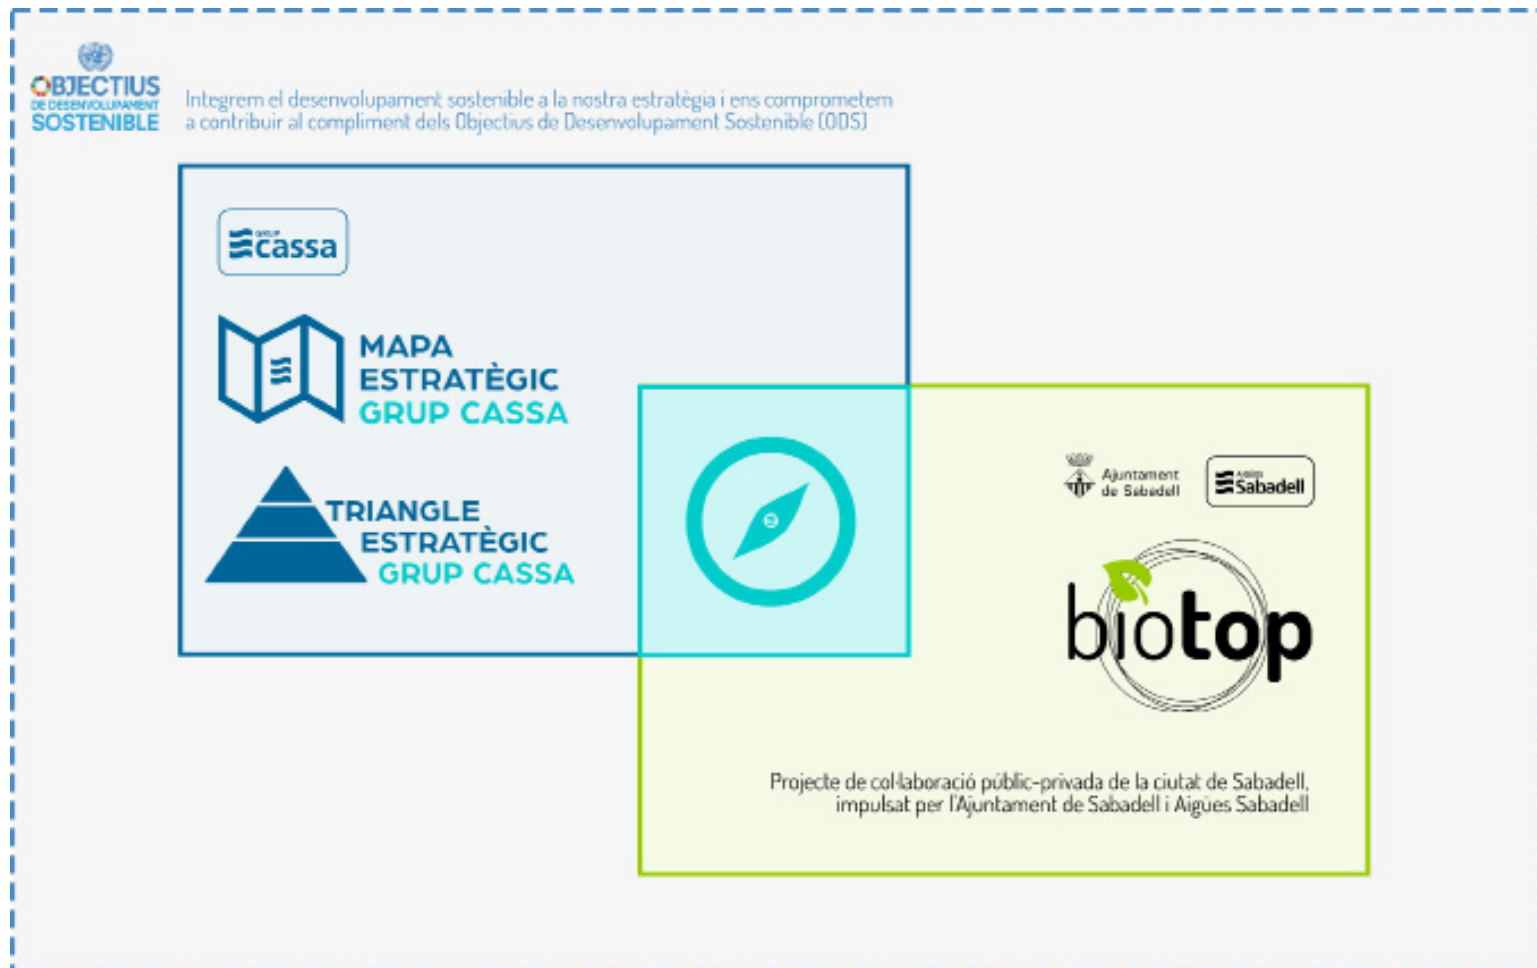 OBJECTIUS
DE DESENVOLUPAMENT
SOSTENIBLE
Integrem el desenvolupament sostenible a la nostra estratègia i ens comprometem
a contribuir al compliment dels Objectius de Desenvolupament Sostenible (ODS)
GRUP
cassa
MAPA
ESTRATÈGIC
GRUP CASSA
TRIANGLE
ESTRATÈGIC
GRUP CASSA
Ajuntament
de Sabadell
AIGÜES
Sabadell
biotop
Projecte de col·laboració públic-privada de la ciutat de Sabadell,
impulsat per l'Ajuntament de Sabadell i Aigües Sabadell